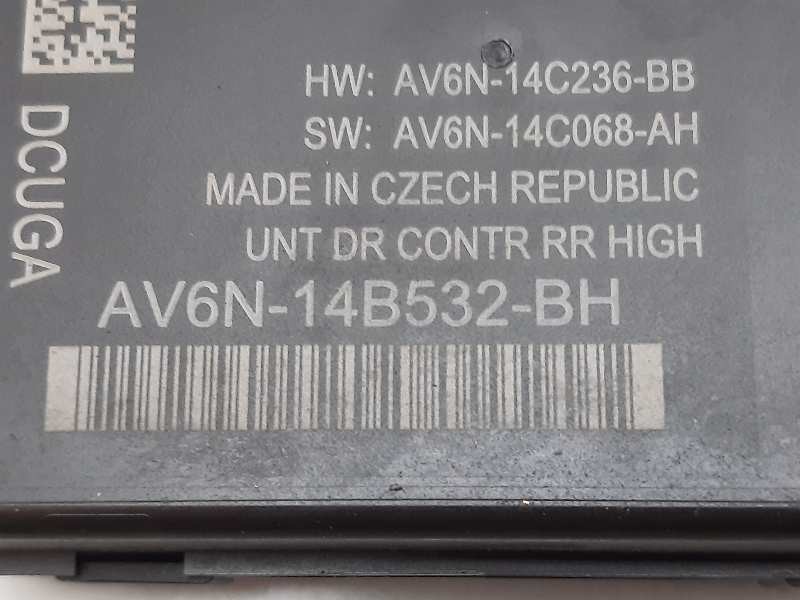 HW: AV6N-14C236-BB
SW: AV6N-14C068-AH
MADE IN CZECH REPUBLIC
UNT DR CONTR RR HIGH
AV6N-14B532-BH
DCUGA